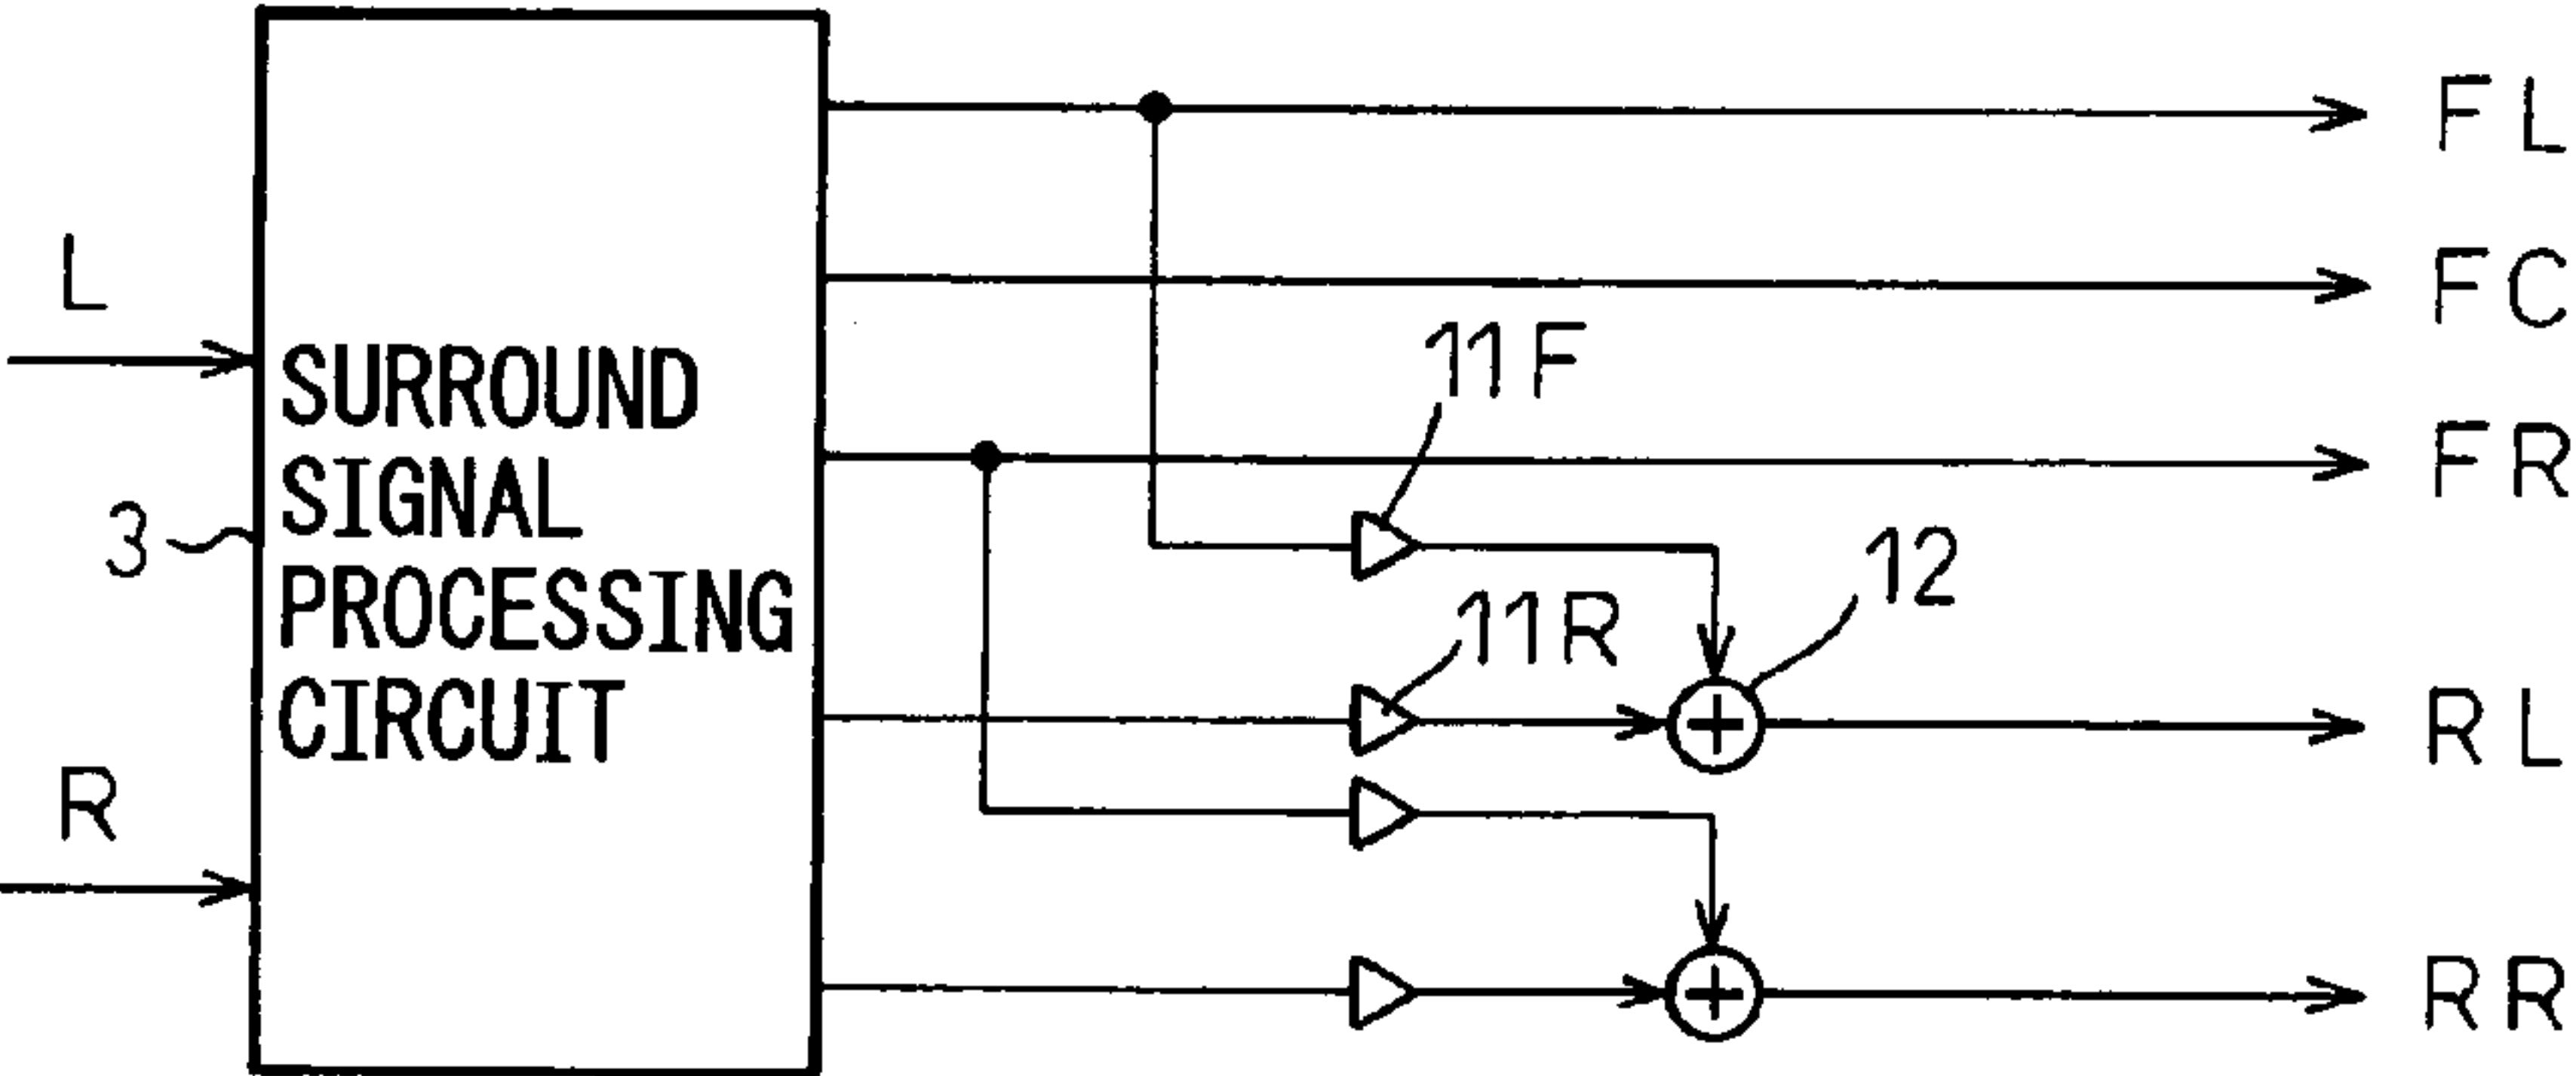 FL
L
FC
11F
SURROUND
SIGNAL
PROCESSING
CIRCUIT
FR
3
12
11R
RL
R
RR